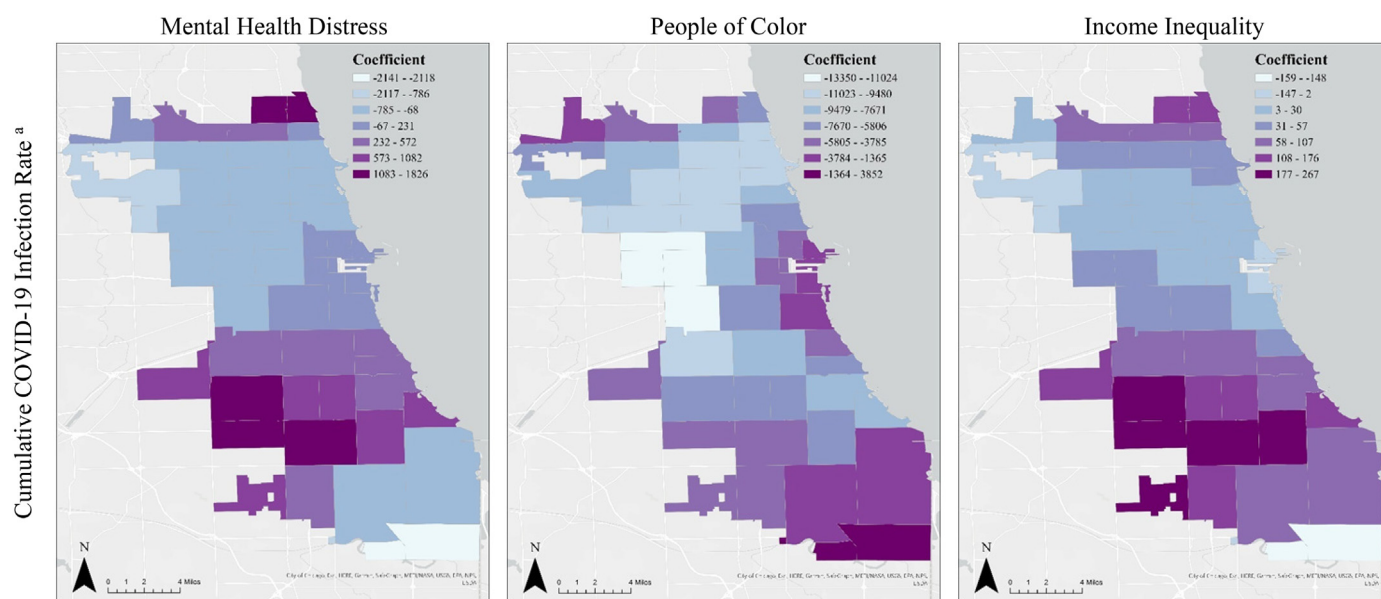 Mental Health Distress
People of Color
Income Inequality
Cumulative COVID-19 Infection Rate a
Coefficient
-2141 - -2118
-2117 - -786
-785 - -68
-67 - 231
232 - 572
573 - 1082
1083 - 1826
N
0 1 2 4 Miles
Coefficient
-13350 - -11024
-11023 - -9480
-9479 - -7671
-7670 - -5806
-5805 - -3785
-3784 - -1365
-1364 - 3852
N
0 1 2 4 Miles
Coefficient
-159 - -148
-147 - 2
3 - 30
31 - 57
58 - 107
108 - 176
177 - 267
N
0 1 2 4 Miles